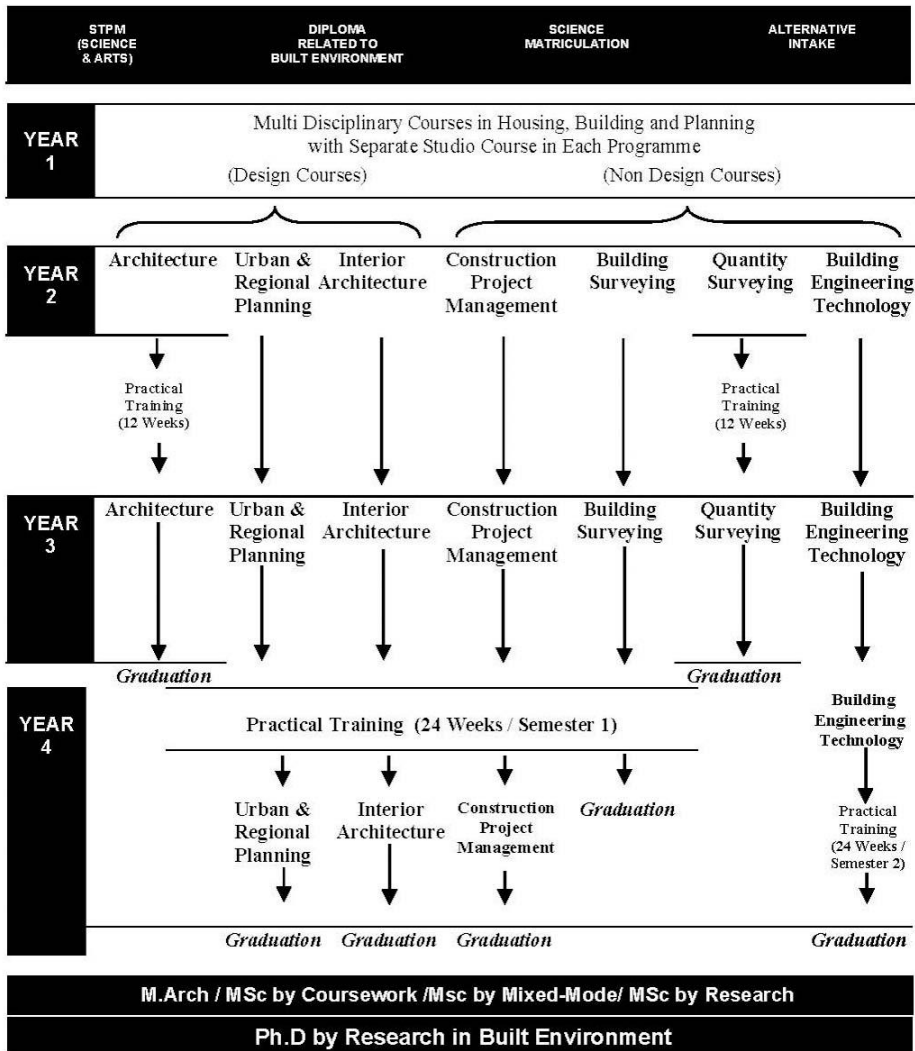 STPM
(SCIENCE
& ARTS)
DIPLOMA
RELATED TO
BUILT ENVIRONMENT
SCIENCE
MATRICULATION
ALTERNATIVE
INTAKE
YEAR
1
Multi Disciplinary Courses in Housing, Building and Planning
with Separate Studio Course in Each Programme
(Design Courses)
(Non Design Courses)
YEAR
2
Architecture
Urban &
Regional
Planning
Interior
Architecture
Construction
Project
Management
Building
Surveying
Quantity
Surveying
Building
Engineering
Technology
Practical
Training
(12 Weeks)
Practical
Training
(12 Weeks)
YEAR
3
Architecture
Urban &
Regional
Planning
Interior
Architecture
Construction
Project
Management
Building
Surveying
Quantity
Surveying
Building
Engineering
Technology
Graduation
Graduation
YEAR
4
Practical Training (24 Weeks / Semester 1)
Building
Engineering
Technology
Urban &
Regional
Planning
Interior
Architecture
Construction
Project
Management
Graduation
Practical
Training
(24 Weeks /
Semester 2)
Graduation
Graduation
Graduation
Graduation
M.Arch / MSc by Coursework /Msc by Mixed-Mode/ MSc by Research
Ph.D by Research in Built Environment